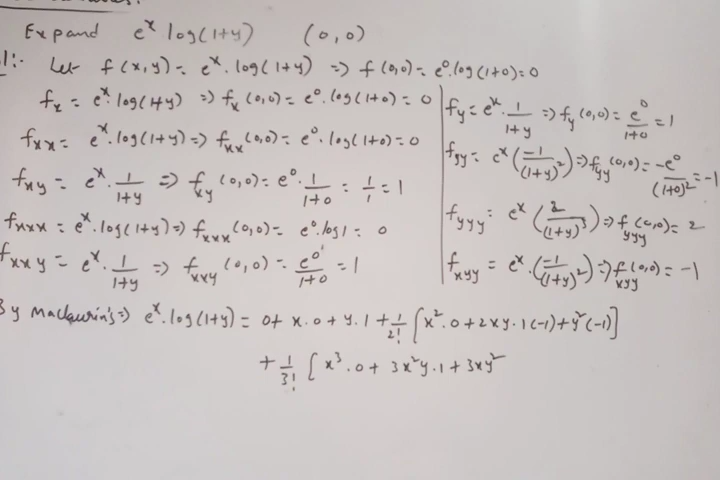 Expand e^x log(1+y) (0,0)
1:- Let f(x,y) = e^x . log(1+y) => f(0,0) = e^0 . log(1+0) = 0
f_x = e^x . log(1+y) => f_x(0,0) = e^0 . log(1+0) = 0
f_xx = e^x . log(1+y) => f_xx(0,0) = e^0 . log(1+0) = 0
f_xy = e^x . 1/(1+y) => f_xy(0,0) = e^0 . 1/(1+0) = 1/1 = 1
f_xxx = e^x . log(1+y) => f_xxx(0,0) = e^0 . log1 = 0
f_xxy = e^x . 1/(1+y) => f_xxy(0,0) = e^0/(1+0) = 1
f_y = e^x . 1/(1+y) => f_y(0,0) = e^0/(1+0) = 1
f_yy = e^x (-1/(1+y)^2) => f_yy(0,0) = -e^0/(1+0)^2 = -1
f_yyy = e^x (2/(1+y)^3) => f_yyy(0,0) = 2
f_xyy = e^x . (-1/(1+y)^2) => f_xyy(0,0) = -1
By Maclaurin's => e^x . log(1+y) = 0 + x . 0 + y . 1 + 1/2! [x^2 . 0 + 2xy . 1(-1) + y^2(-1)]
+ 1/3! [x^3 . 0 + 3x^2y . 1 + 3xy^2